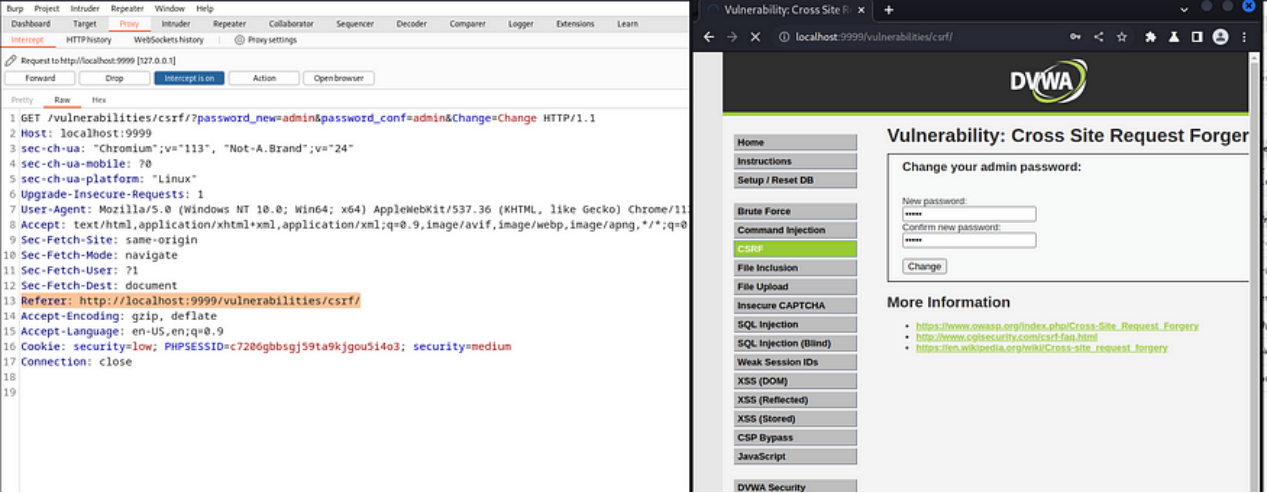 Burp Project Intruder Repeater Window Help
Dashboard Target Proxy Intruder Repeater Collaborator Sequencer Decoder Comparer Logger Extensions Learn
Intercept HTTP history WebSockets history Proxy settings
Request to http://localhost:9999 [127.0.0.1]
Forward Drop Intercept is on Action Open browser
Pretty Raw Hex
1 GET /vulnerabilities/csrf/?password_new=admin&password_conf=admin&Change=Change HTTP/1.1
2 Host: localhost:9999
3 sec-ch-ua: "Chromium";v="113", "Not-A.Brand";v="24"
4 sec-ch-ua-mobile: ?0
5 sec-ch-ua-platform: "Linux"
6 Upgrade-Insecure-Requests: 1
7 User-Agent: Mozilla/5.0 (Windows NT 10.0; Win64; x64) AppleWebKit/537.36 (KHTML, like Gecko) Chrome/11
8 Accept: text/html,application/xhtml+xml,application/xml;q=0.9,image/avif,image/webp,image/apng,*/*;q=0
9 Sec-Fetch-Site: same-origin
10 Sec-Fetch-Mode: navigate
11 Sec-Fetch-User: ?1
12 Sec-Fetch-Dest: document
13 Referer: http://localhost:9999/vulnerabilities/csrf/
14 Accept-Encoding: gzip, deflate
15 Accept-Language: en-US,en;q=0.9
16 Cookie: security=low; PHPSESSID=c7206gbbsgj59ta9kjgou5i4o3; security=medium
17 Connection: close
18
19
Vulnerability: Cross Site R
localhost:9999/vulnerabilities/csrf/
DVWA
Home
Instructions
Setup / Reset DB
Brute Force
Command Injection
CSRF
File Inclusion
File Upload
Insecure CAPTCHA
SQL Injection
SQL Injection (Blind)
Weak Session IDs
XSS (DOM)
XSS (Reflected)
XSS (Stored)
CSP Bypass
JavaScript
DVWA Security
Vulnerability: Cross Site Request Forger
Change your admin password:
New password:
•••••
Confirm new password:
•••••
Change
More Information
https://www.owasp.org/index.php/Cross-Site_Request_Forgery
http://www.cgisecurity.com/csrf-faq.html
https://en.wikipedia.org/wiki/Cross-site_request_forgery